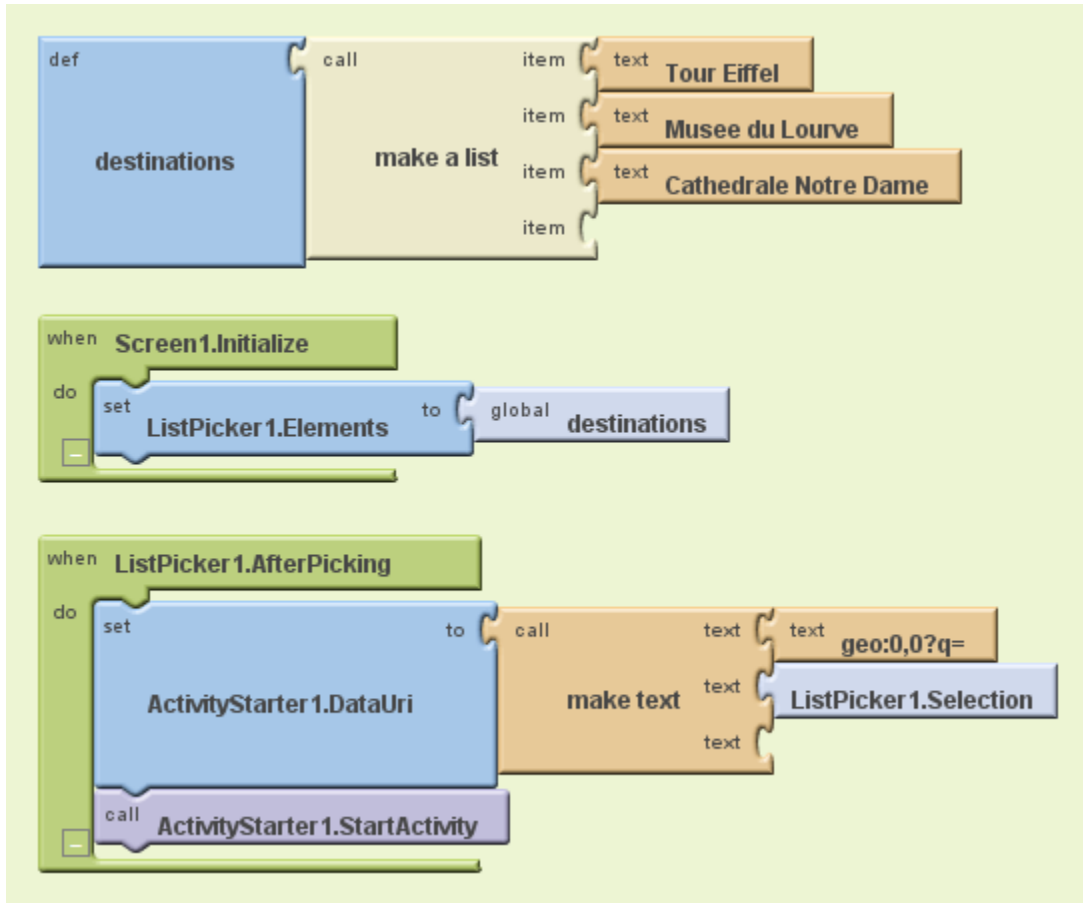 def call item text Tour Eiffel
item text Musee du Lourve
destinations make a list
item text Cathedrale Notre Dame
item
when Screen1.Initialize
do
set ListPicker1.Elements to global destinations
when ListPicker1.AfterPicking
do
set to call text text geo:0,0?q=
ActivityStarter1.DataUri make text text ListPicker1.Selection
text
call ActivityStarter1.StartActivity